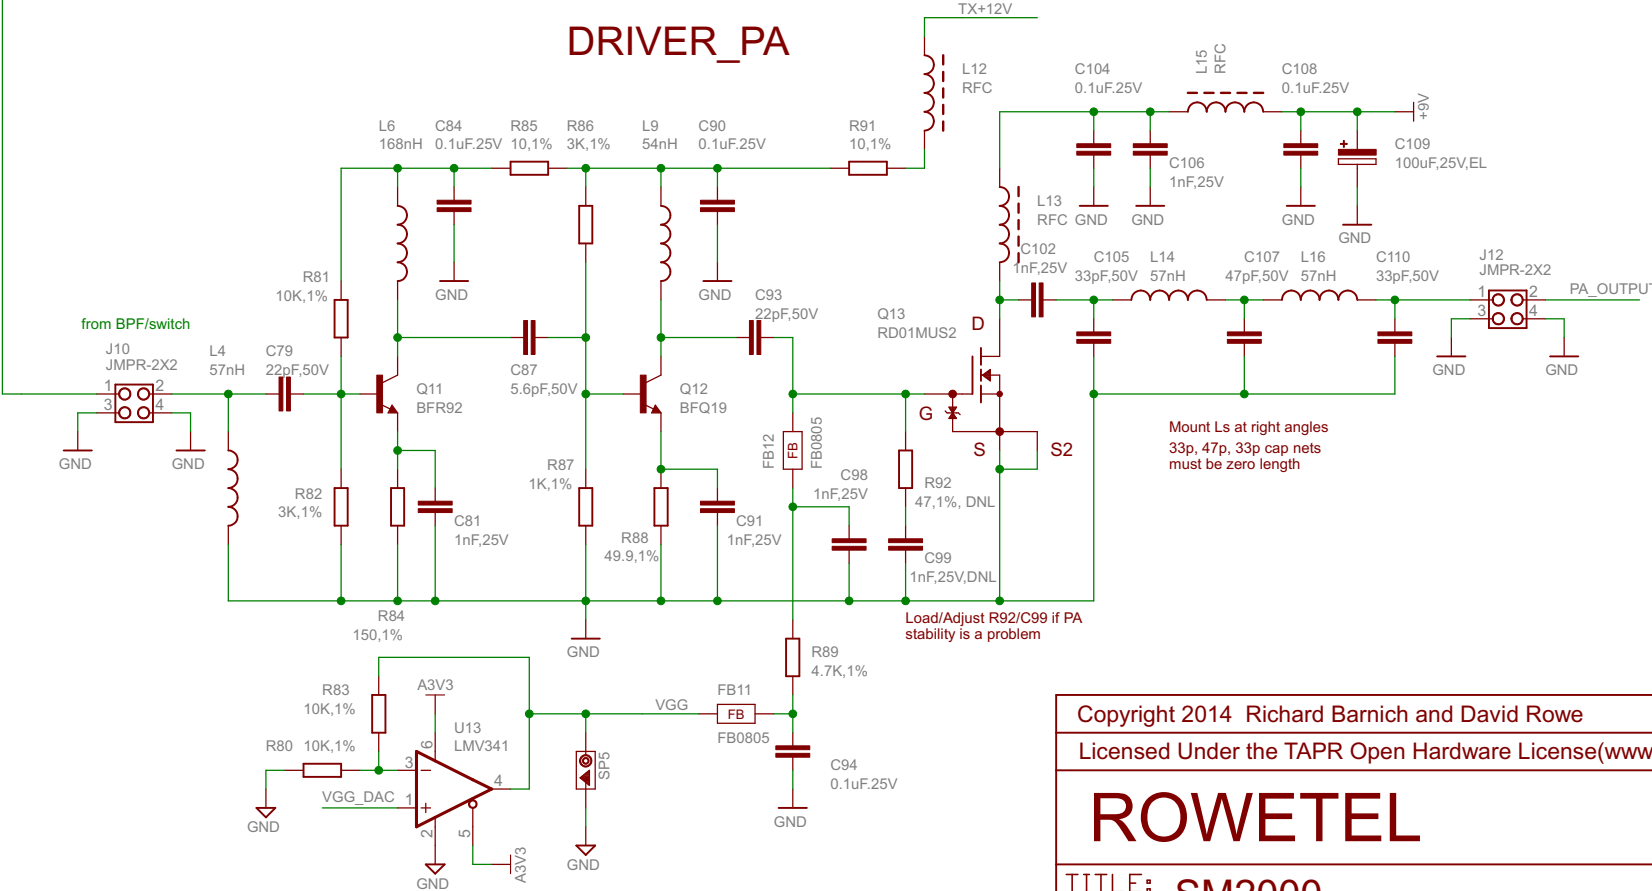 DRIVER_PA
TX+12V
L12
RFC
L6
168nH
C84
0.1uF.25V
R85
10,1%
R86
3K,1%
L9
54nH
C90
0.1uF.25V
R91
10,1%
C104
0.1uF.25V
L15
RFC
C108
0.1uF.25V
+9V
C109
100uF,25V,EL
C106
1nF,25V
L13
RFC
GND
GND
GND
GND
C102
1nF,25V
C105
33pF,50V
L14
57nH
C107
47pF,50V
L16
57nH
C110
33pF,50V
J12
JMPR-2X2
1
2
3
4
PA_OUTPUT
GND
GND
R81
10K,1%
GND
GND
C93
22pF,50V
Q13
RD01MUS2
D
G
S
S2
from BPF/switch
J10
JMPR-2X2
1
2
3
4
GND
GND
L4
57nH
C79
22pF,50V
Q11
BFR92
C87
5.6pF,50V
Q12
BFQ19
FB12
FB
FB0805
Mount Ls at right angles
33p, 47p, 33p cap nets
must be zero length
R82
3K,1%
C81
1nF,25V
R87
1K,1%
R88
49.9,1%
C91
1nF,25V
C98
1nF,25V
R92
47,1%, DNL
C99
1nF,25V,DNL
R84
150,1%
GND
Load/Adjust R92/C99 if PA
stability is a problem
R89
4.7K,1%
R83
10K,1%
A3V3
U13
LMV341
R80
10K,1%
VGG_DAC
6
3
1
4
2
5
-
+
GND
GND
A3V3
VGG
FB11
FB
FB0805
SP5
GND
C94
0.1uF.25V
GND
Copyright 2014 Richard Barnich and David Rowe
Licensed Under the TAPR Open Hardware License(www
ROWETEL
TITLE: SM2000